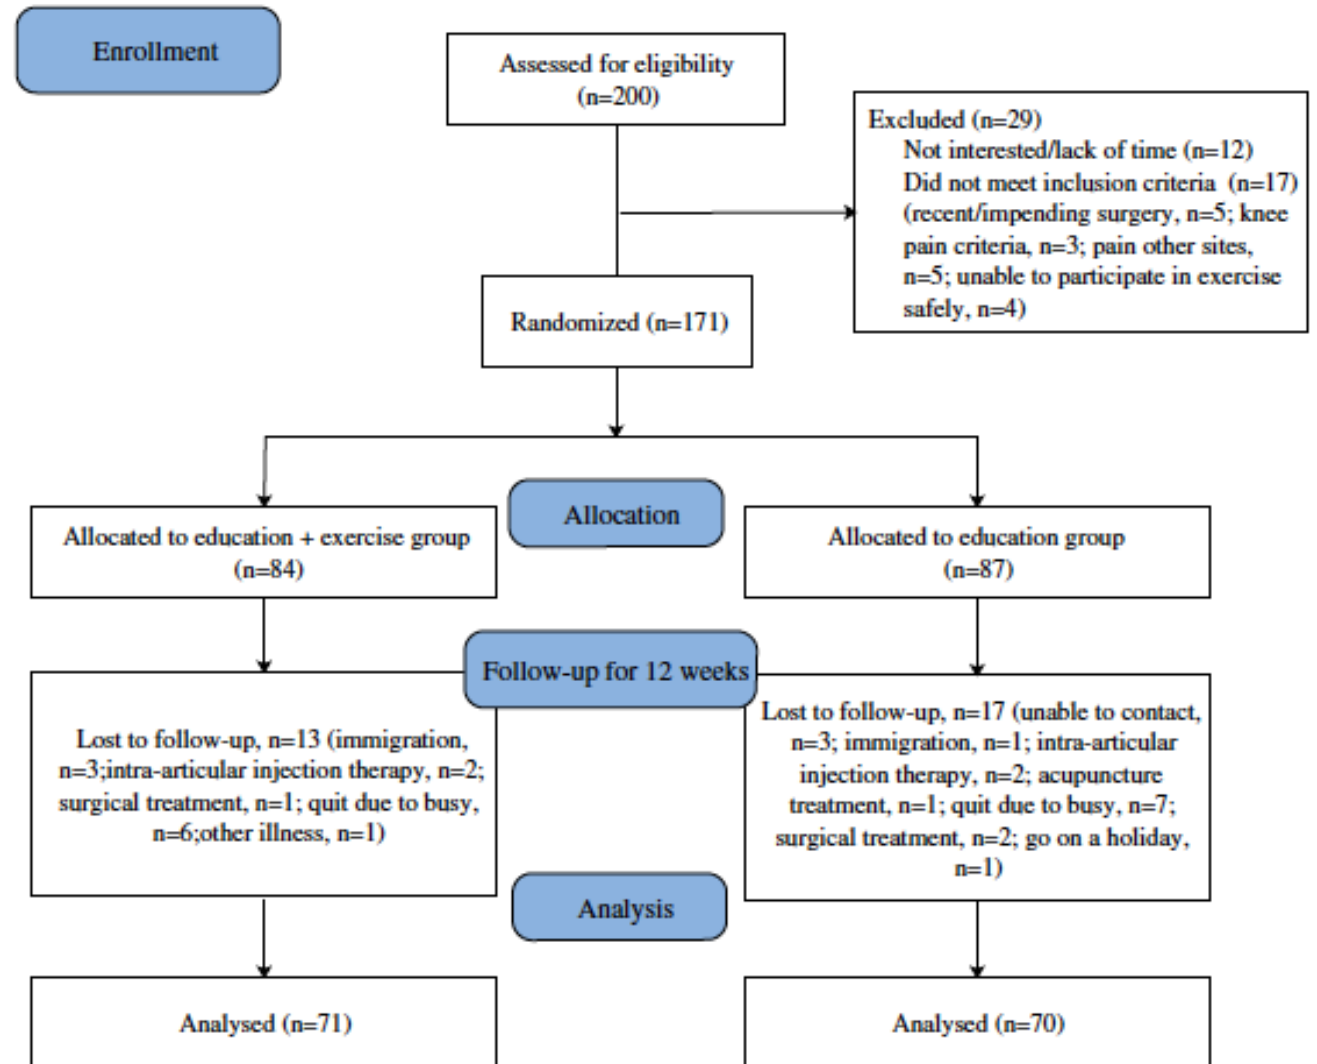 Enrollment
Assessed for eligibility
(n=200)
Excluded (n=29)
Not interested/lack of time (n=12)
Did not meet inclusion criteria (n=17)
(recent/impending surgery, n=5; knee
pain criteria, n=3; pain other sites,
n=5; unable to participate in exercise
safely, n=4)
Randomized (n=171)
Allocation
Allocated to education + exercise group
(n=84)
Allocated to education group
(n=87)
Follow-up for 12 weeks
Lost to follow-up, n=13 (immigration,
n=3;intra-articular injection therapy, n=2;
surgical treatment, n=1; quit due to busy,
n=6;other illness, n=1)
Lost to follow-up, n=17 (unable to contact,
n=3; immigration, n=1; intra-articular
injection therapy, n=2; acupuncture
treatment, n=1; quit due to busy, n=7;
surgical treatment, n=2; go on a holiday,
n=1)
Analysis
Analysed (n=71)
Analysed (n=70)